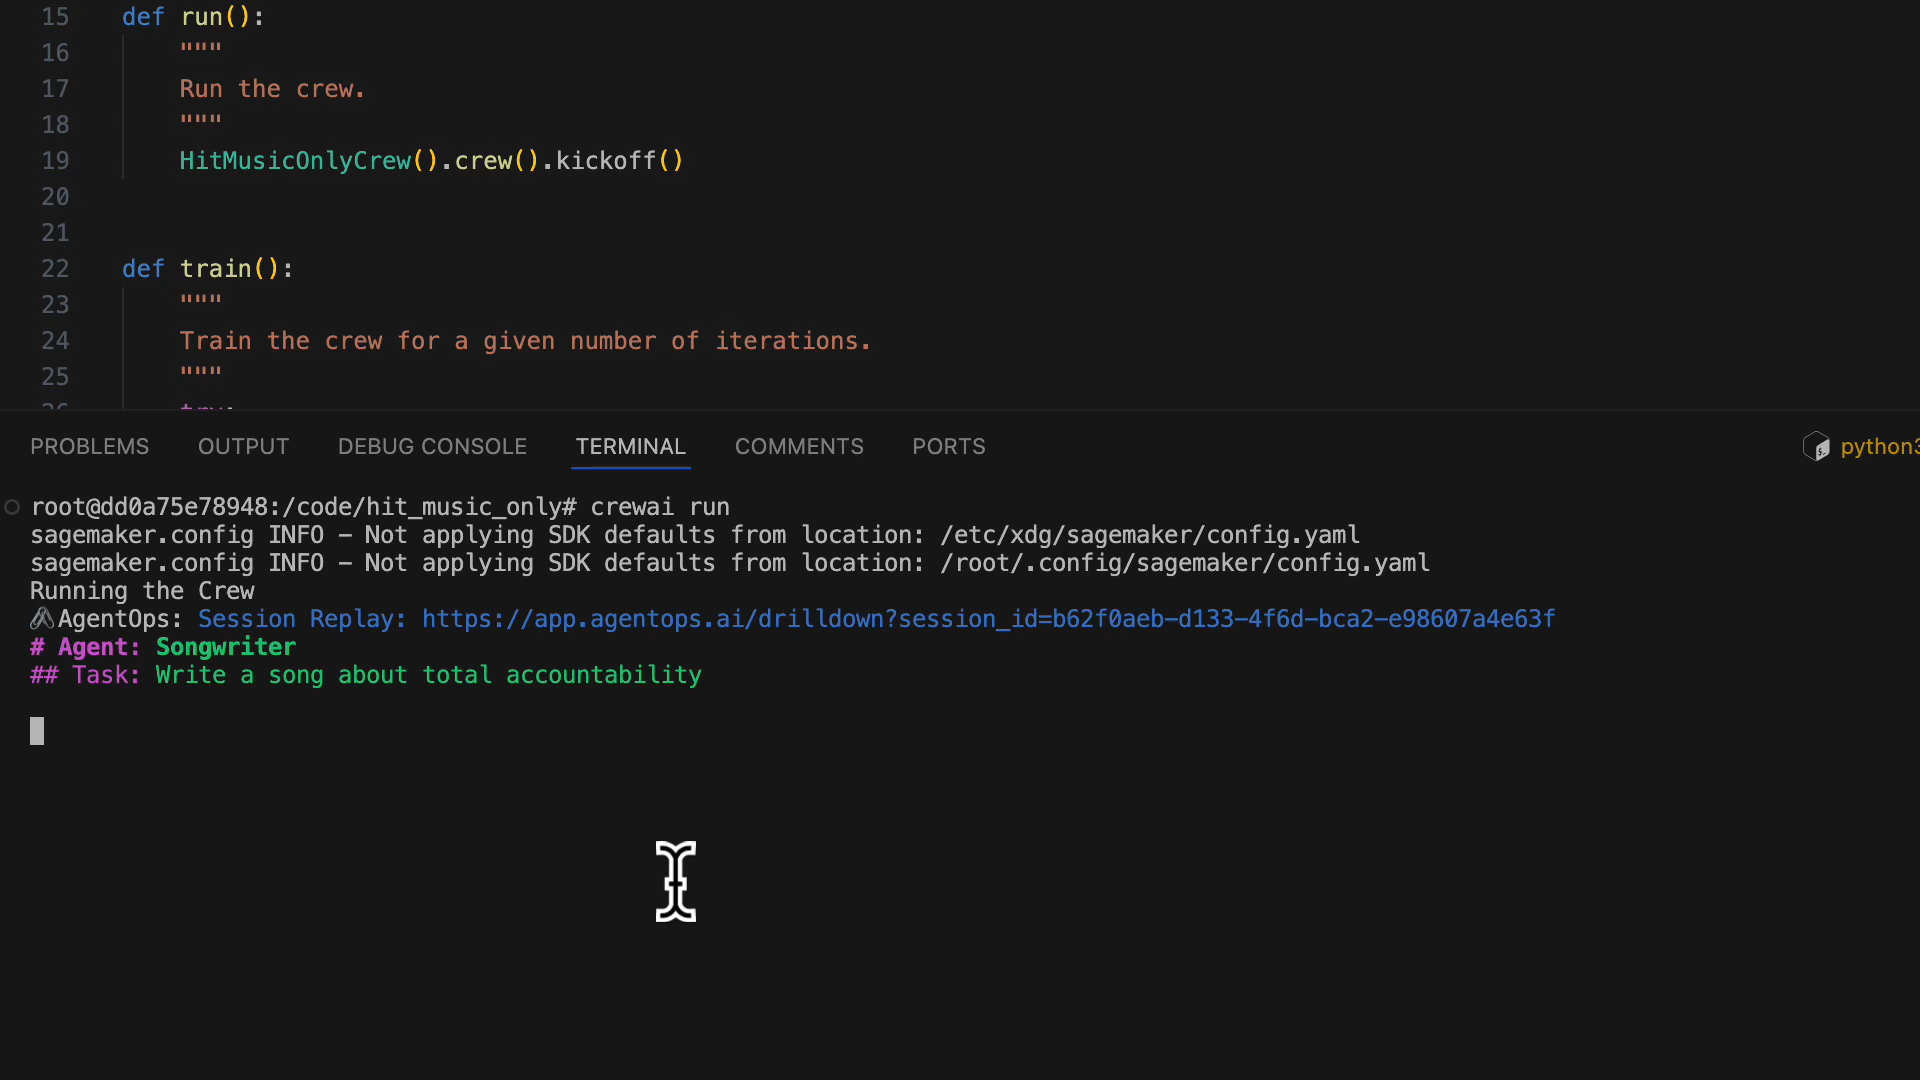 15 def run():
16 """
17 Run the crew.
18 """
19 HitMusicOnlyCrew().crew().kickoff()
20
21
22 def train():
23 """
24 Train the crew for a given number of iterations.
25 """
26 try:
PROBLEMS OUTPUT DEBUG CONSOLE TERMINAL COMMENTS PORTS python3
root@dd0a75e78948:/code/hit_music_only# crewai run
sagemaker.config INFO - Not applying SDK defaults from location: /etc/xdg/sagemaker/config.yaml
sagemaker.config INFO - Not applying SDK defaults from location: /root/.config/sagemaker/config.yaml
Running the Crew
🖇AgentOps: Session Replay: https://app.agentops.ai/drilldown?session_id=b62f0aeb-d133-4f6d-bca2-e98607a4e63f
# Agent: Songwriter
## Task: Write a song about total accountability